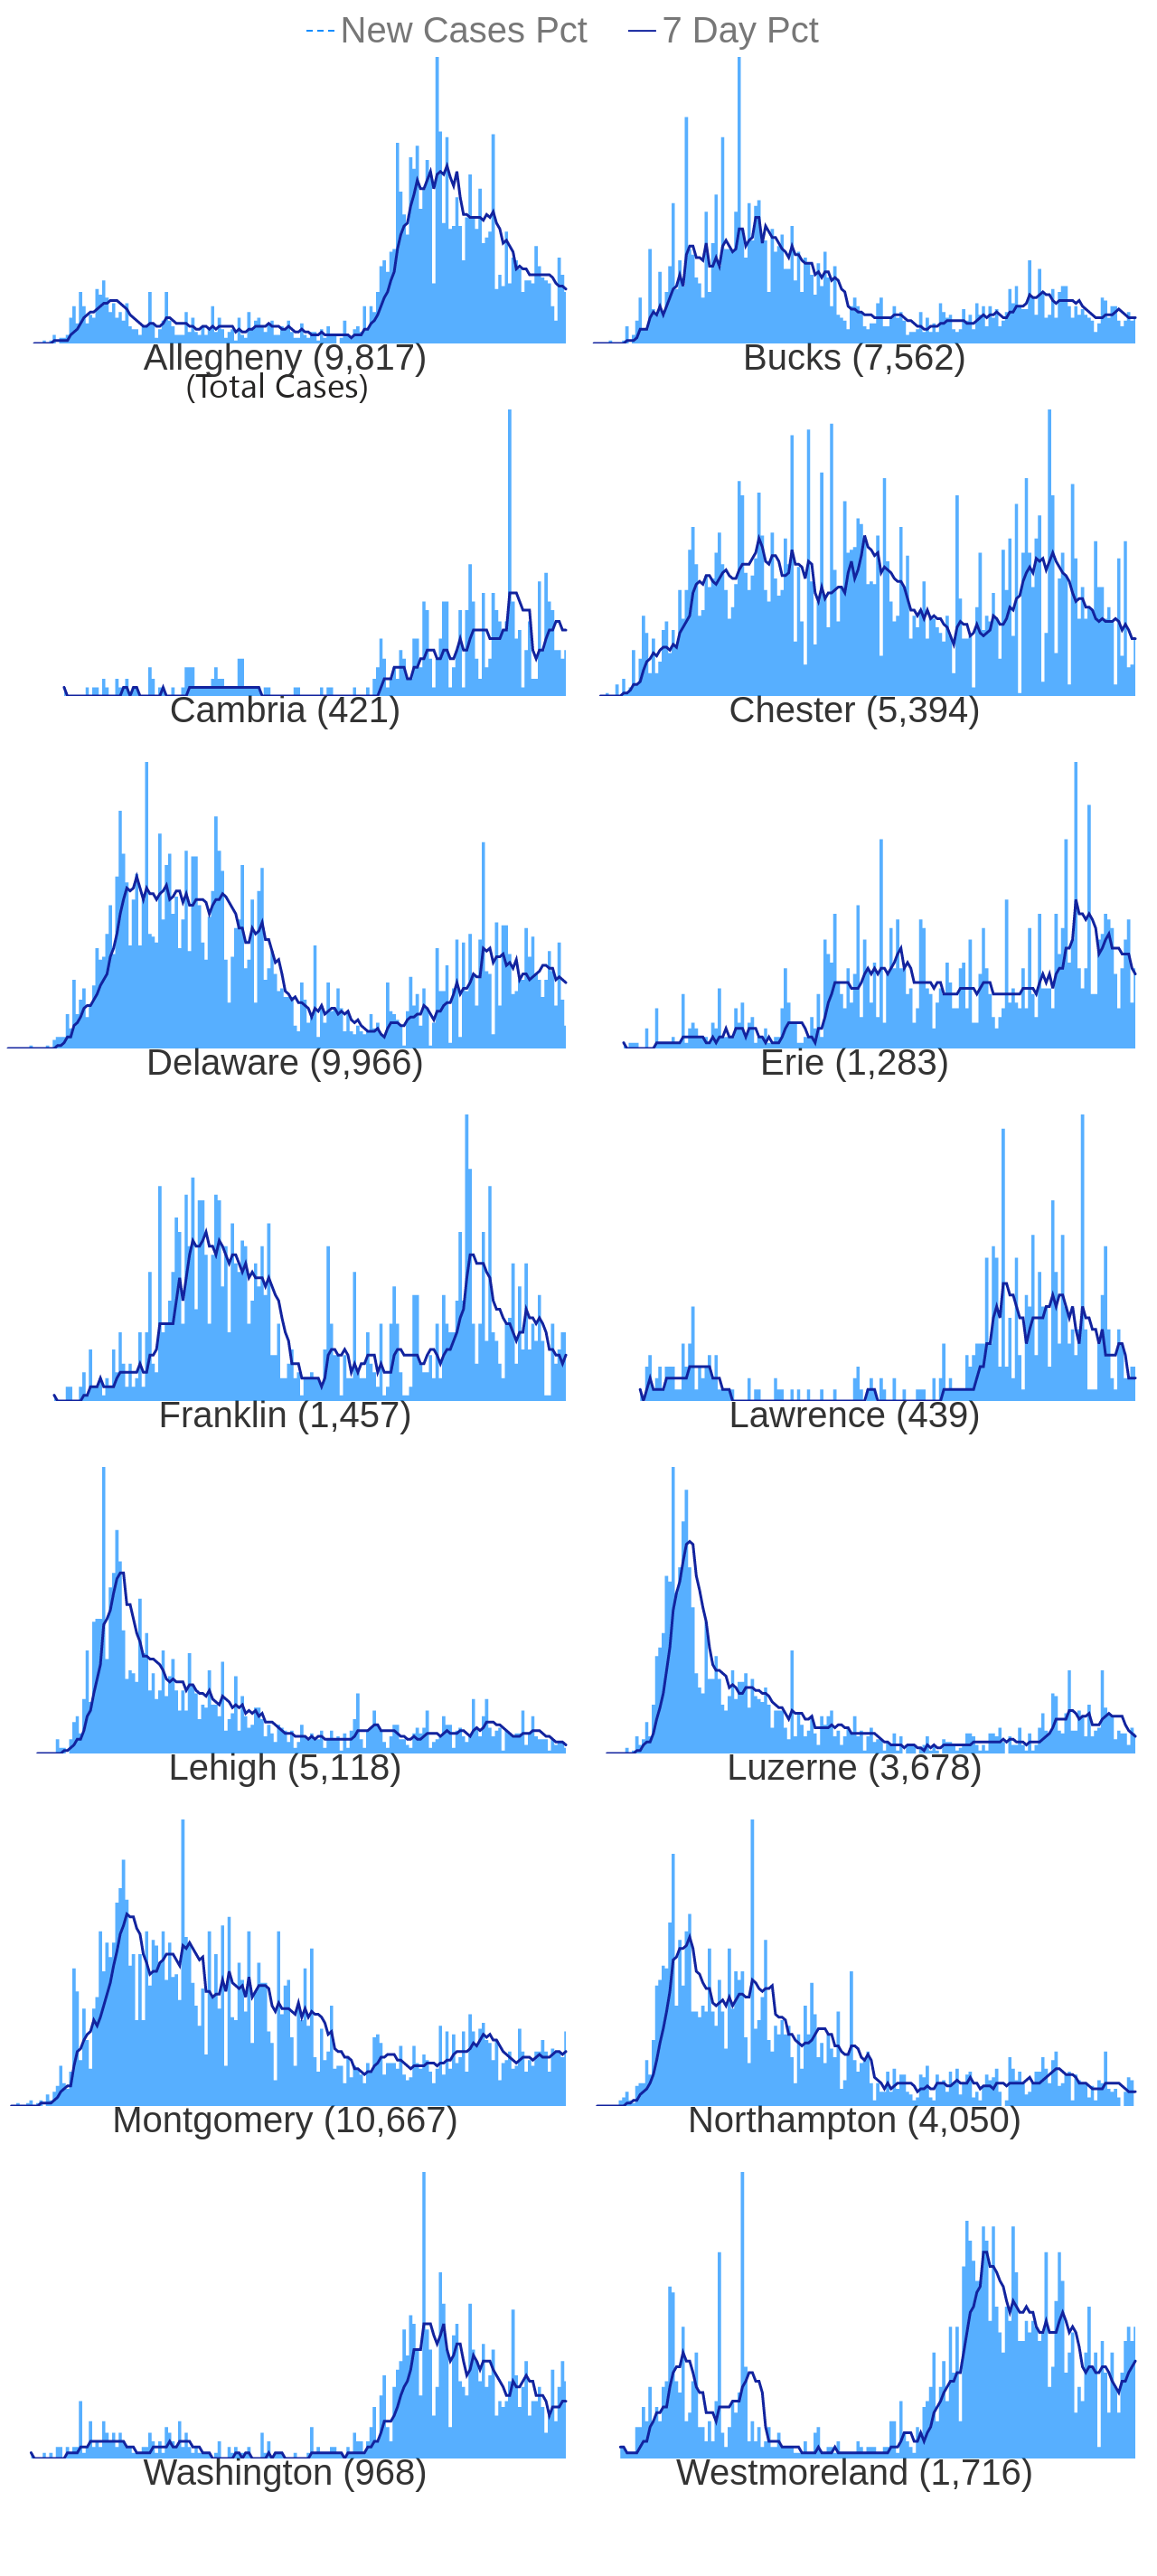 New Cases Pct 7 Day Pct
Allegheny (9,817) Bucks (7,562)
(Total Cases)
Cambria (421) Chester (5,394)
Delaware (9,966) Erie (1,283)
Franklin (1,457) Lawrence (439)
Lehigh (5,118) Luzerne (3,678)
Montgomery (10,667) Northampton (4,050)
Washington (968) Westmoreland (1,716)